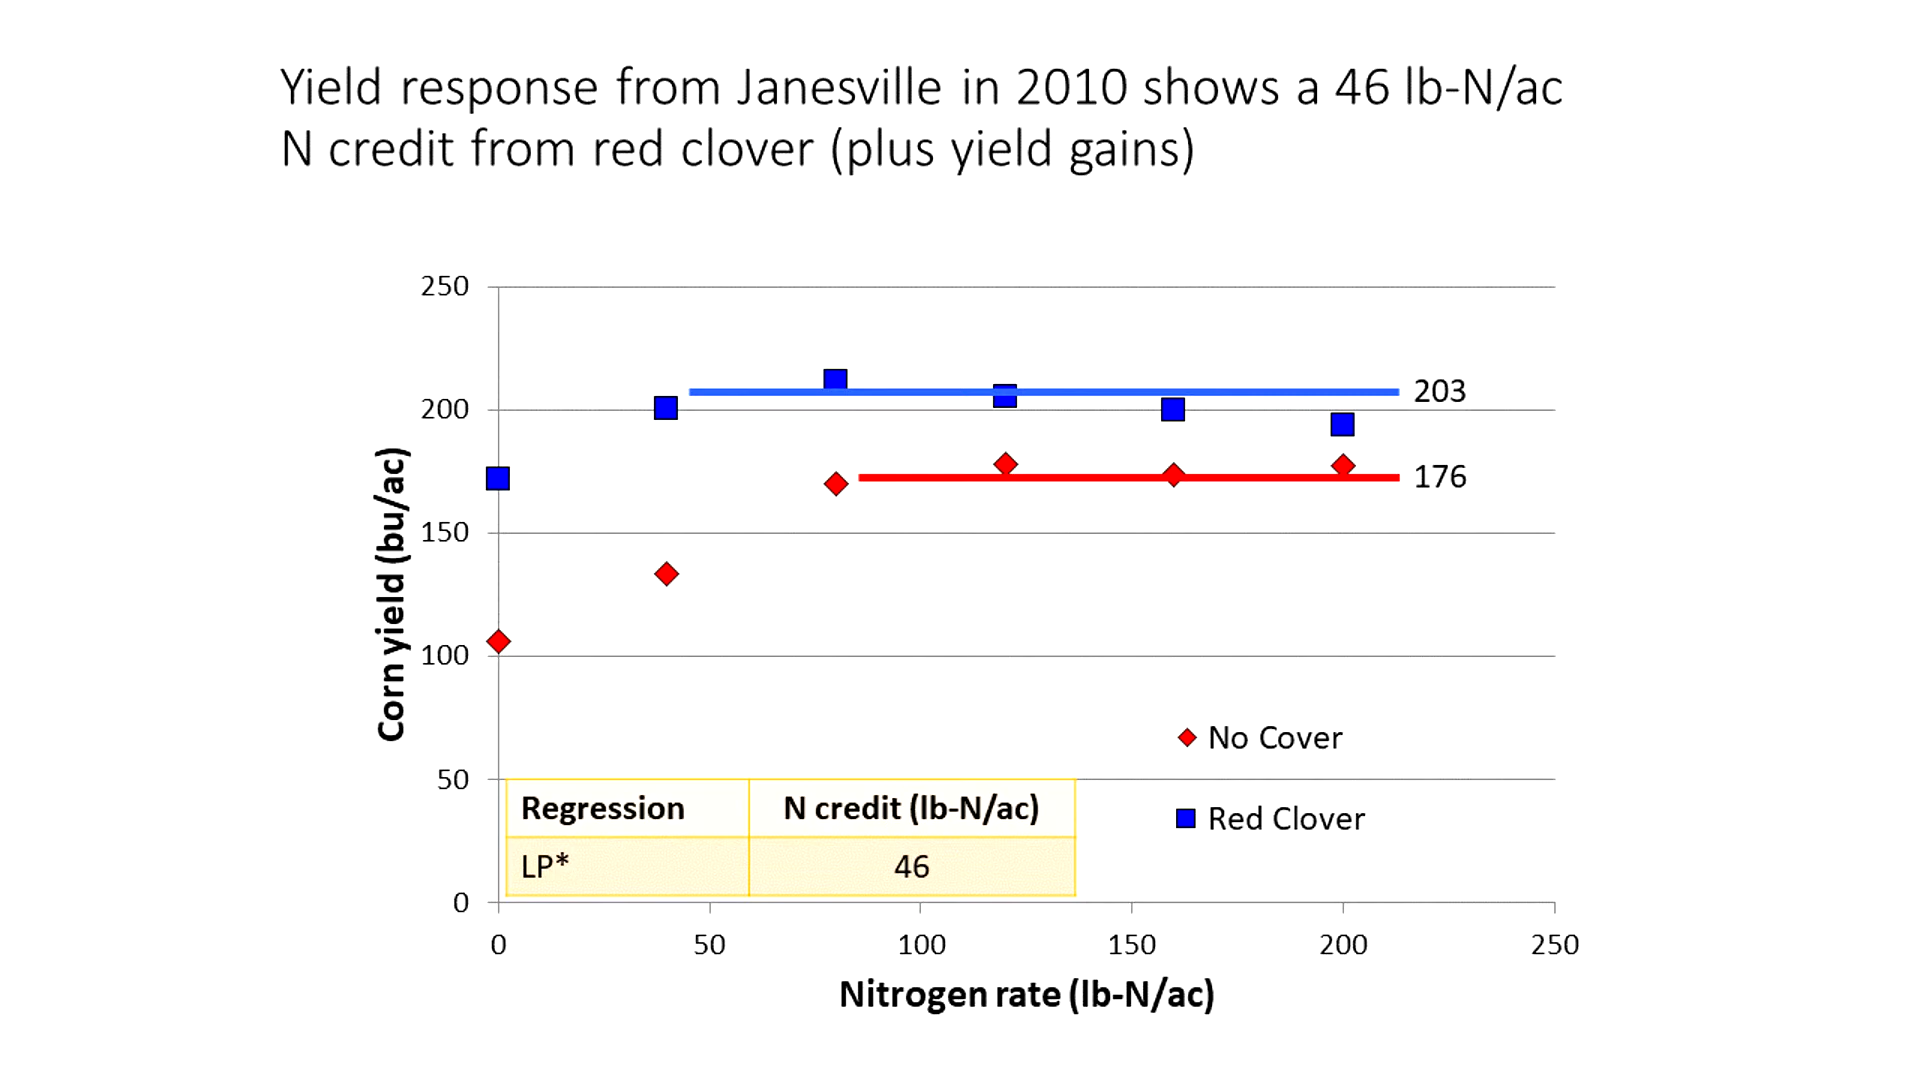 Yield response from Janesville in 2010 shows a 46 lb-N/ac
N credit from red clover (plus yield gains)
250
200
150
100
50
0
Corn yield (bu/ac)
203
176
No Cover
Red Clover
Regression N credit (lb-N/ac)
LP* 46
0 50 100 150 200 250
Nitrogen rate (lb-N/ac)